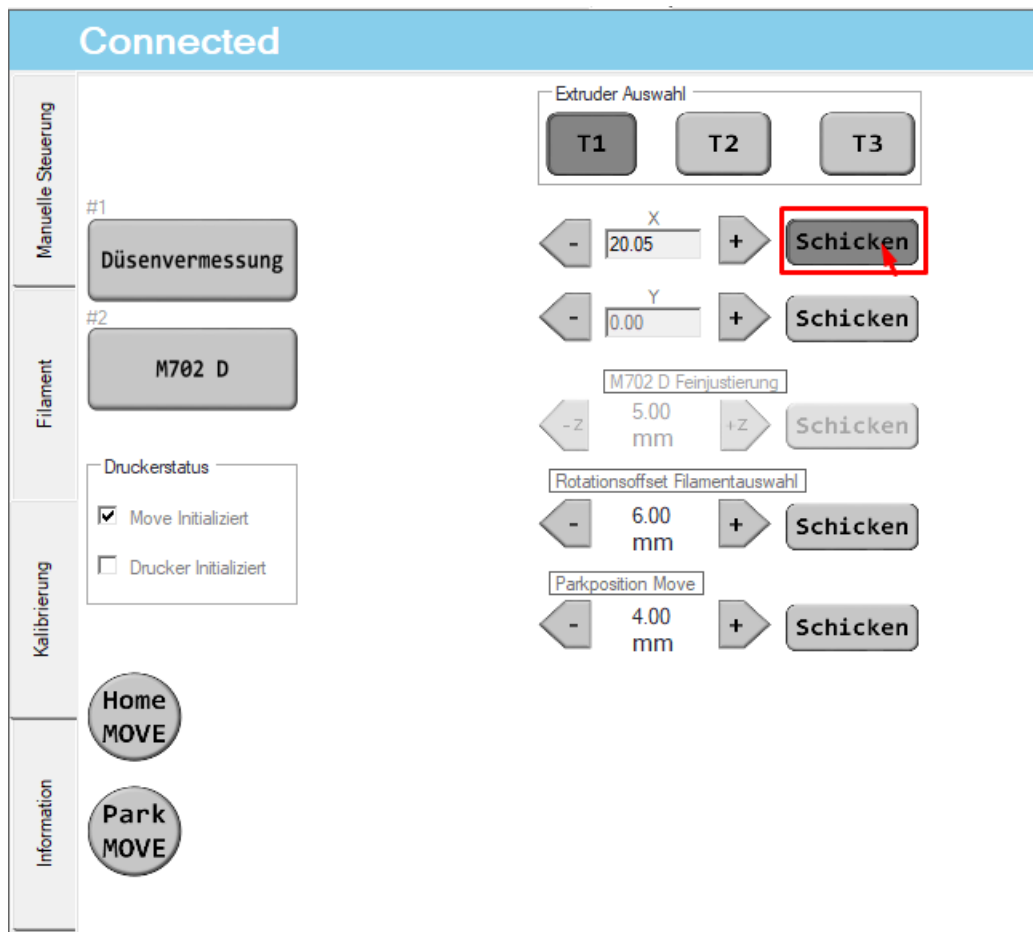 Connected
Manuelle Steuerung
Filament
Kalibrierung
Information
#1
Düsenvermessung
#2
M702 D
Druckerstatus
Move Initializiert
Drucker Initializiert
Home
MOVE
Park
MOVE
Extruder Auswahl
T1 T2 T3
X
- 20.05 + Schicken
Y
- 0.00 + Schicken
M702 D Feinjustierung
-Z 5.00 +Z Schicken
mm
Rotationsoffset Filamentauswahl
- 6.00 + Schicken
mm
Parkposition Move
- 4.00 + Schicken
mm